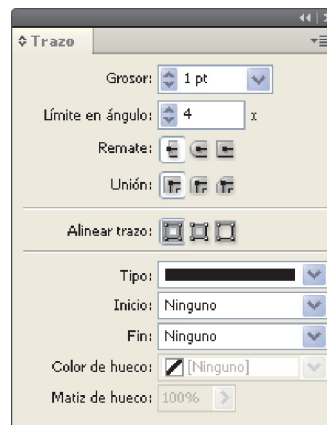 Trazo
Grosor: 1 pt
Límite en ángulo: 4 x
Remate:
Unión:
Alinear trazo:
Tipo:
Inicio: Ninguno
Fin: Ninguno
Color de hueco: [Ninguno]
Matiz de hueco: 100%